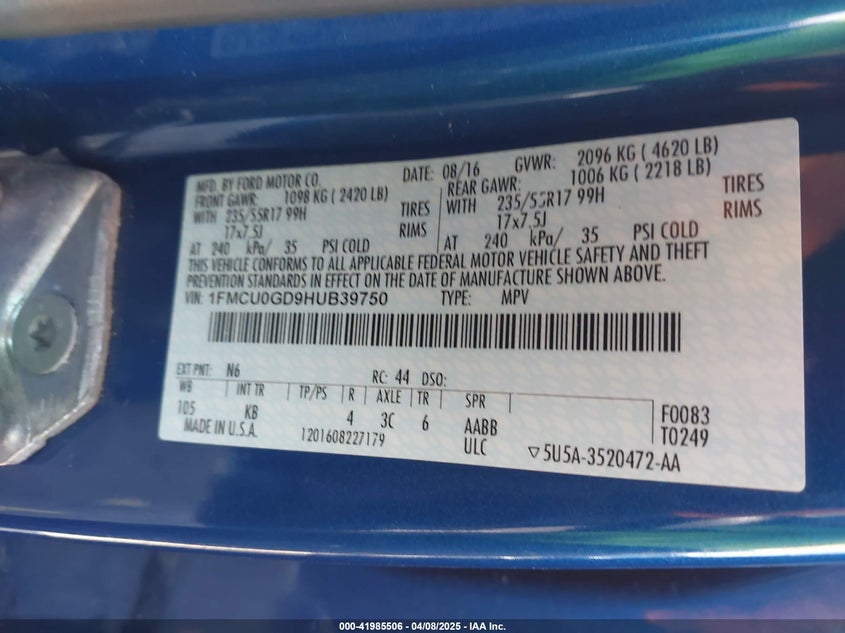 MFD. BY FORD MOTOR CO. DATE: 08/16 GVWR: 2096 KG ( 4620 LB)
FRONT GAWR: 1098 KG ( 2420 LB) REAR GAWR: 1006 KG ( 2218 LB)
WITH 235/55R17 99H TIRES WITH 235/55R17 99H TIRES
17x7.5J RIMS 17x7.5J RIMS
AT 240 kPa/ 35 PSI COLD AT 240 kPa/ 35 PSI COLD
THIS VEHICLE CONFORMS TO ALL APPLICABLE FEDERAL MOTOR VEHICLE SAFETY AND THEFT
PREVENTION STANDARDS IN EFFECT ON THE DATE OF MANUFACTURE SHOWN ABOVE.
VIN: 1FMCU0GD9HUB39750 TYPE: MPV
EXT PNT: N6 RC: 44 DSO:
WB INT TR TP/PS R AXLE TR SPR
105 KB 4 3C 6 AABB F0083
MADE IN U.S.A. 1201608227179 ULC T0249
▽5U5A-3520472-AA
000-41985506 - 04/08/2025 - IAA Inc.